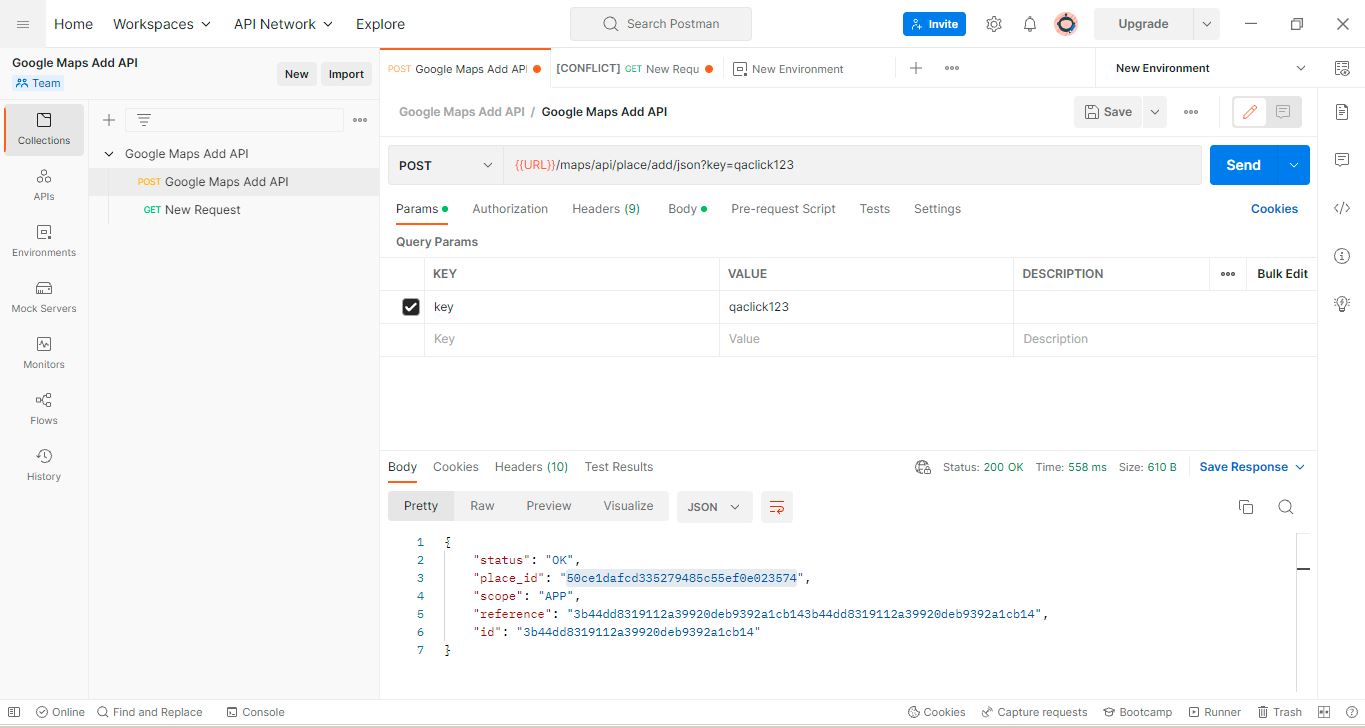 Home Workspaces API Network Explore Search Postman Invite Upgrade
Google Maps Add API
Team
New Import
POST Google Maps Add API [CONFLICT] GET New Requ New Environment New Environment
Google Maps Add API / Google Maps Add API Save
Collections
APIs
Environments
Mock Servers
Monitors
Flows
History
Google Maps Add API
POST Google Maps Add API
GET New Request
POST {{URL}}/maps/api/place/add/json?key=qaclick123 Send
Params Authorization Headers (9) Body Pre-request Script Tests Settings Cookies
Query Params
KEY VALUE DESCRIPTION Bulk Edit
key qaclick123
Key Value Description
Body Cookies Headers (10) Test Results Status: 200 OK Time: 558 ms Size: 610 B Save Response
Pretty Raw Preview Visualize JSON
1 {
2 "status": "OK",
3 "place_id": "50ce1dafcd335279485c55ef0e023574",
4 "scope": "APP",
5 "reference": "3b44dd8319112a39920deb9392a1cb143b44dd8319112a39920deb9392a1cb14",
6 "id": "3b44dd8319112a39920deb9392a1cb14"
7 }
Online Find and Replace Console Cookies Capture requests Bootcamp Runner Trash